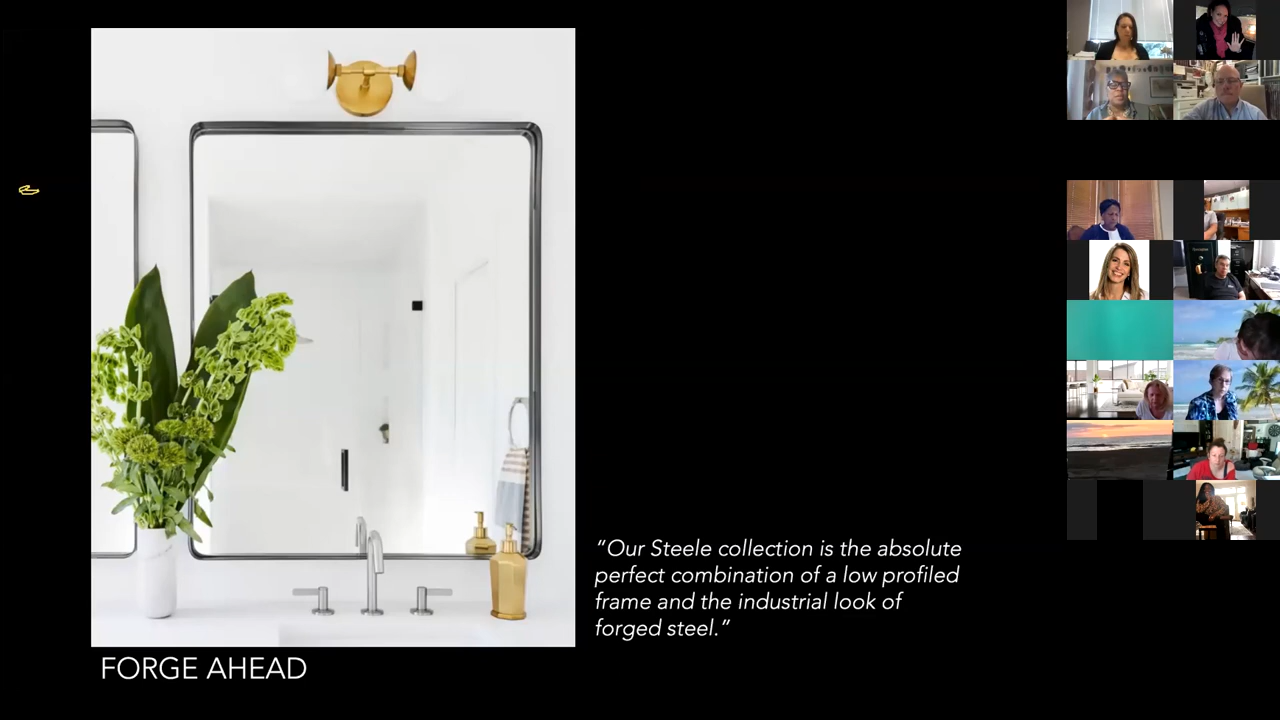 “Our Steele collection is the absolute
perfect combination of a low profiled
frame and the industrial look of
forged steel.”
FORGE AHEAD